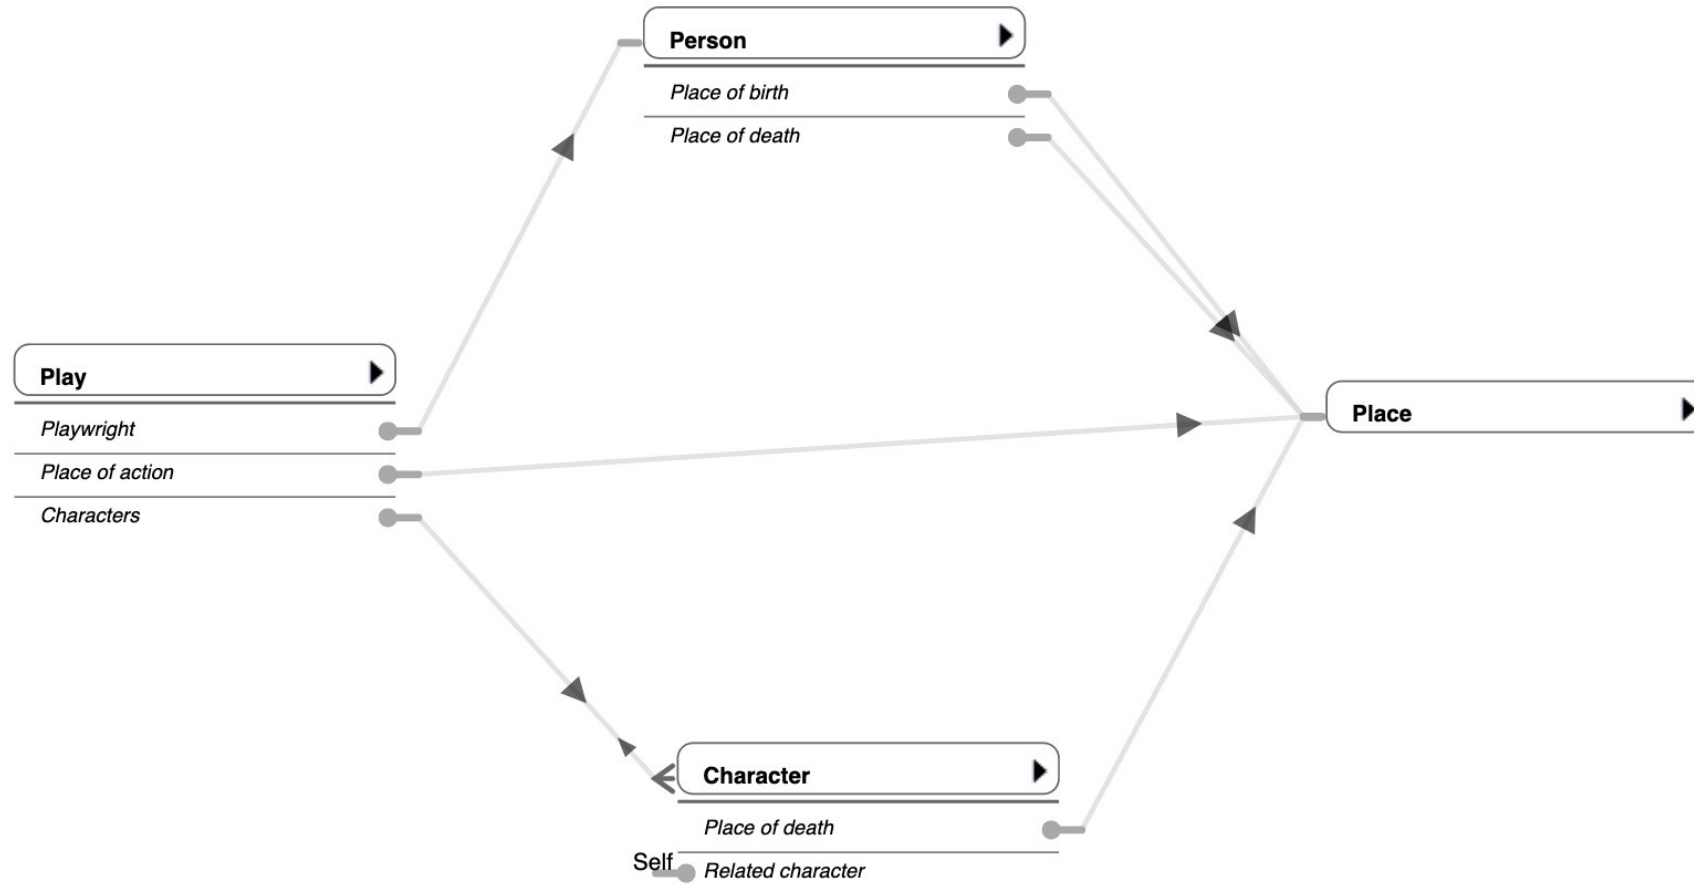 Person
Place of birth
Place of death
Play
Playwright
Place of action
Characters
Place
Character
Place of death
Self
Related character